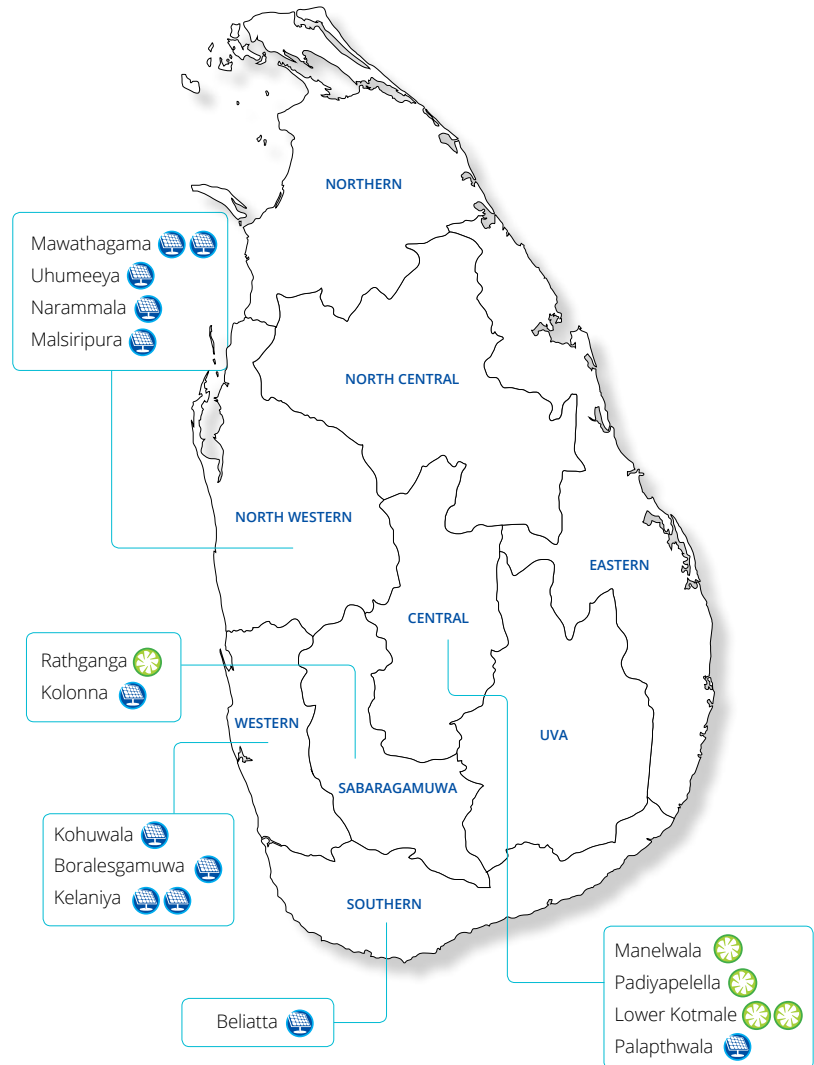 NORTHERN
Mawathagama
Uhumeeya
Narammala
Malsiripura
NORTH CENTRAL
NORTH WESTERN
EASTERN
CENTRAL
Rathganga
Kolonna
WESTERN
UVA
SABARAGAMUWA
Kohuwala
Boralesgamuwa
Kelaniya
SOUTHERN
Manelwala
Padiyapelella
Lower Kotmale
Palapthwala
Beliatta